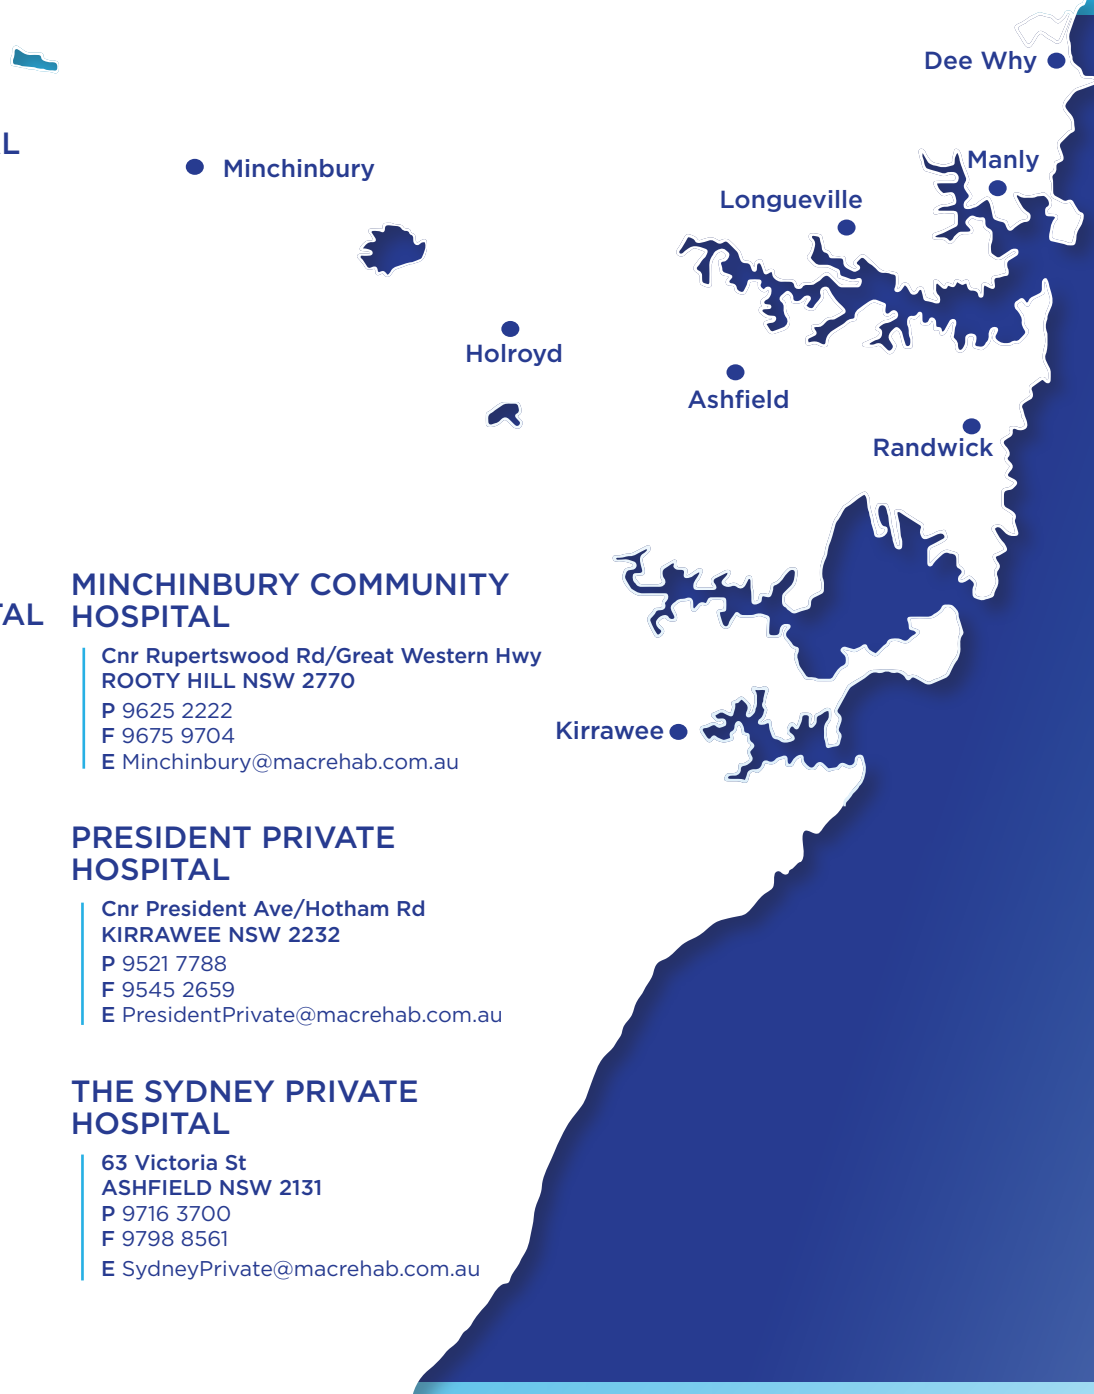 Dee Why
L
Minchinbury
Manly
Longueville
Holroyd
Ashfield
Randwick
TAL
MINCHINBURY COMMUNITY
HOSPITAL
Cnr Rupertswood Rd/Great Western Hwy
ROOTY HILL NSW 2770
P 9625 2222
F 9675 9704
E Minchinbury@macrehab.com.au
Kirrawee
PRESIDENT PRIVATE
HOSPITAL
Cnr President Ave/Hotham Rd
KIRRAWEE NSW 2232
P 9521 7788
F 9545 2659
E PresidentPrivate@macrehab.com.au
THE SYDNEY PRIVATE
HOSPITAL
63 Victoria St
ASHFIELD NSW 2131
P 9716 3700
F 9798 8561
E SydneyPrivate@macrehab.com.au